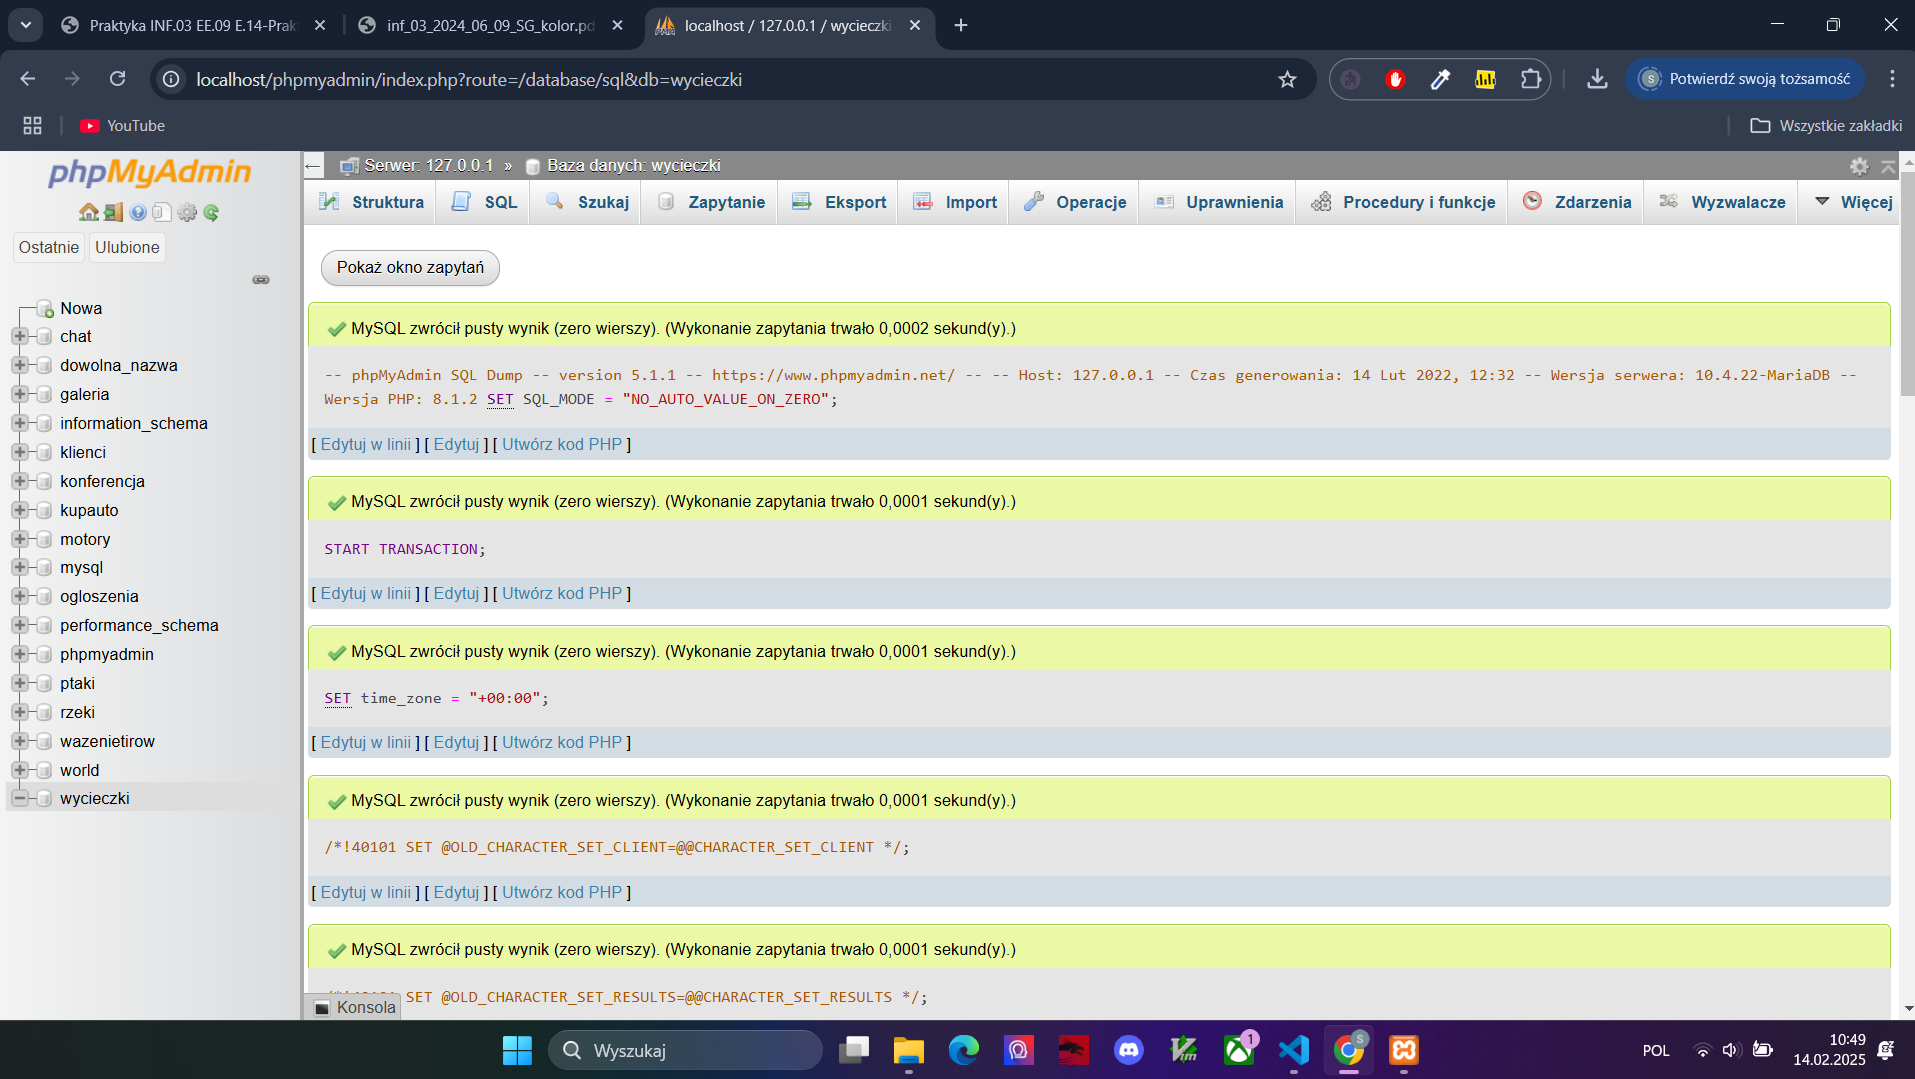 Praktyka INF.03 EE.09 E.14-Prak
inf_03_2024_06_09_SG_kolor.pd
localhost / 127.0.0.1 / wycieczki
localhost/phpmyadmin/index.php?route=/database/sql&db=wycieczki
S Potwierdź swoją tożsamość
YouTube
Wszystkie zakładki
phpMyAdmin
Ostatnie Ulubione
Nowa
chat
dowolna_nazwa
galeria
information_schema
klienci
konferencja
kupauto
motory
mysql
ogloszenia
performance_schema
phpmyadmin
ptaki
rzeki
wazenietirow
world
wycieczki
Serwer: 127.0.0.1 » Baza danych: wycieczki
Struktura SQL Szukaj Zapytanie Eksport Import Operacje Uprawnienia Procedury i funkcje Zdarzenia Wyzwalacze Więcej
Pokaż okno zapytań
MySQL zwrócił pusty wynik (zero wierszy). (Wykonanie zapytania trwało 0,0002 sekund(y).)
-- phpMyAdmin SQL Dump -- version 5.1.1 -- https://www.phpmyadmin.net/ -- -- Host: 127.0.0.1 -- Czas generowania: 14 Lut 2022, 12:32 -- Wersja serwera: 10.4.22-MariaDB --
Wersja PHP: 8.1.2 SET SQL_MODE = "NO_AUTO_VALUE_ON_ZERO";
[ Edytuj w linii ] [ Edytuj ] [ Utwórz kod PHP ]
MySQL zwrócił pusty wynik (zero wierszy). (Wykonanie zapytania trwało 0,0001 sekund(y).)
START TRANSACTION;
[ Edytuj w linii ] [ Edytuj ] [ Utwórz kod PHP ]
MySQL zwrócił pusty wynik (zero wierszy). (Wykonanie zapytania trwało 0,0001 sekund(y).)
SET time_zone = "+00:00";
[ Edytuj w linii ] [ Edytuj ] [ Utwórz kod PHP ]
MySQL zwrócił pusty wynik (zero wierszy). (Wykonanie zapytania trwało 0,0001 sekund(y).)
/*!40101 SET @OLD_CHARACTER_SET_CLIENT=@@CHARACTER_SET_CLIENT */;
[ Edytuj w linii ] [ Edytuj ] [ Utwórz kod PHP ]
MySQL zwrócił pusty wynik (zero wierszy). (Wykonanie zapytania trwało 0,0001 sekund(y).)
SET @OLD_CHARACTER_SET_RESULTS=@@CHARACTER_SET_RESULTS */;
Konsola
Wyszukaj
1
S
POL
10:49
14.02.2025